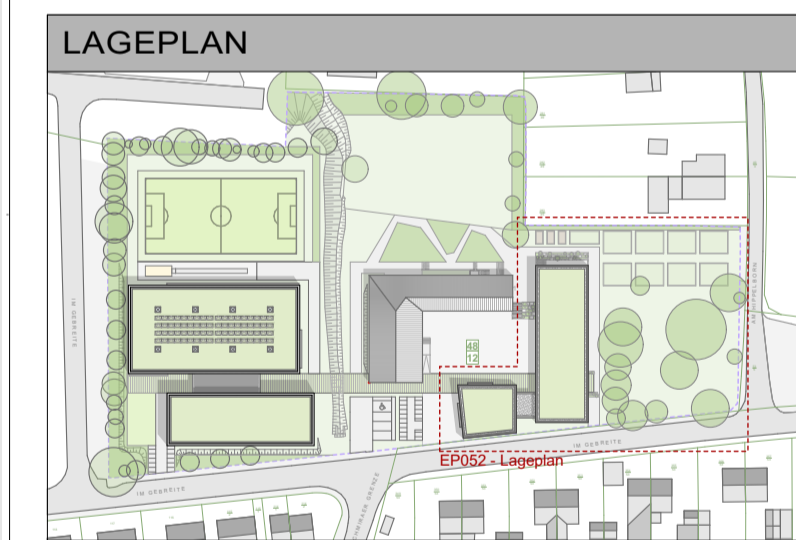 LAGEPLAN
IM GEBREITE
48
12
IM GEBREITE
EP052 - Lageplan
IM GEBREITE